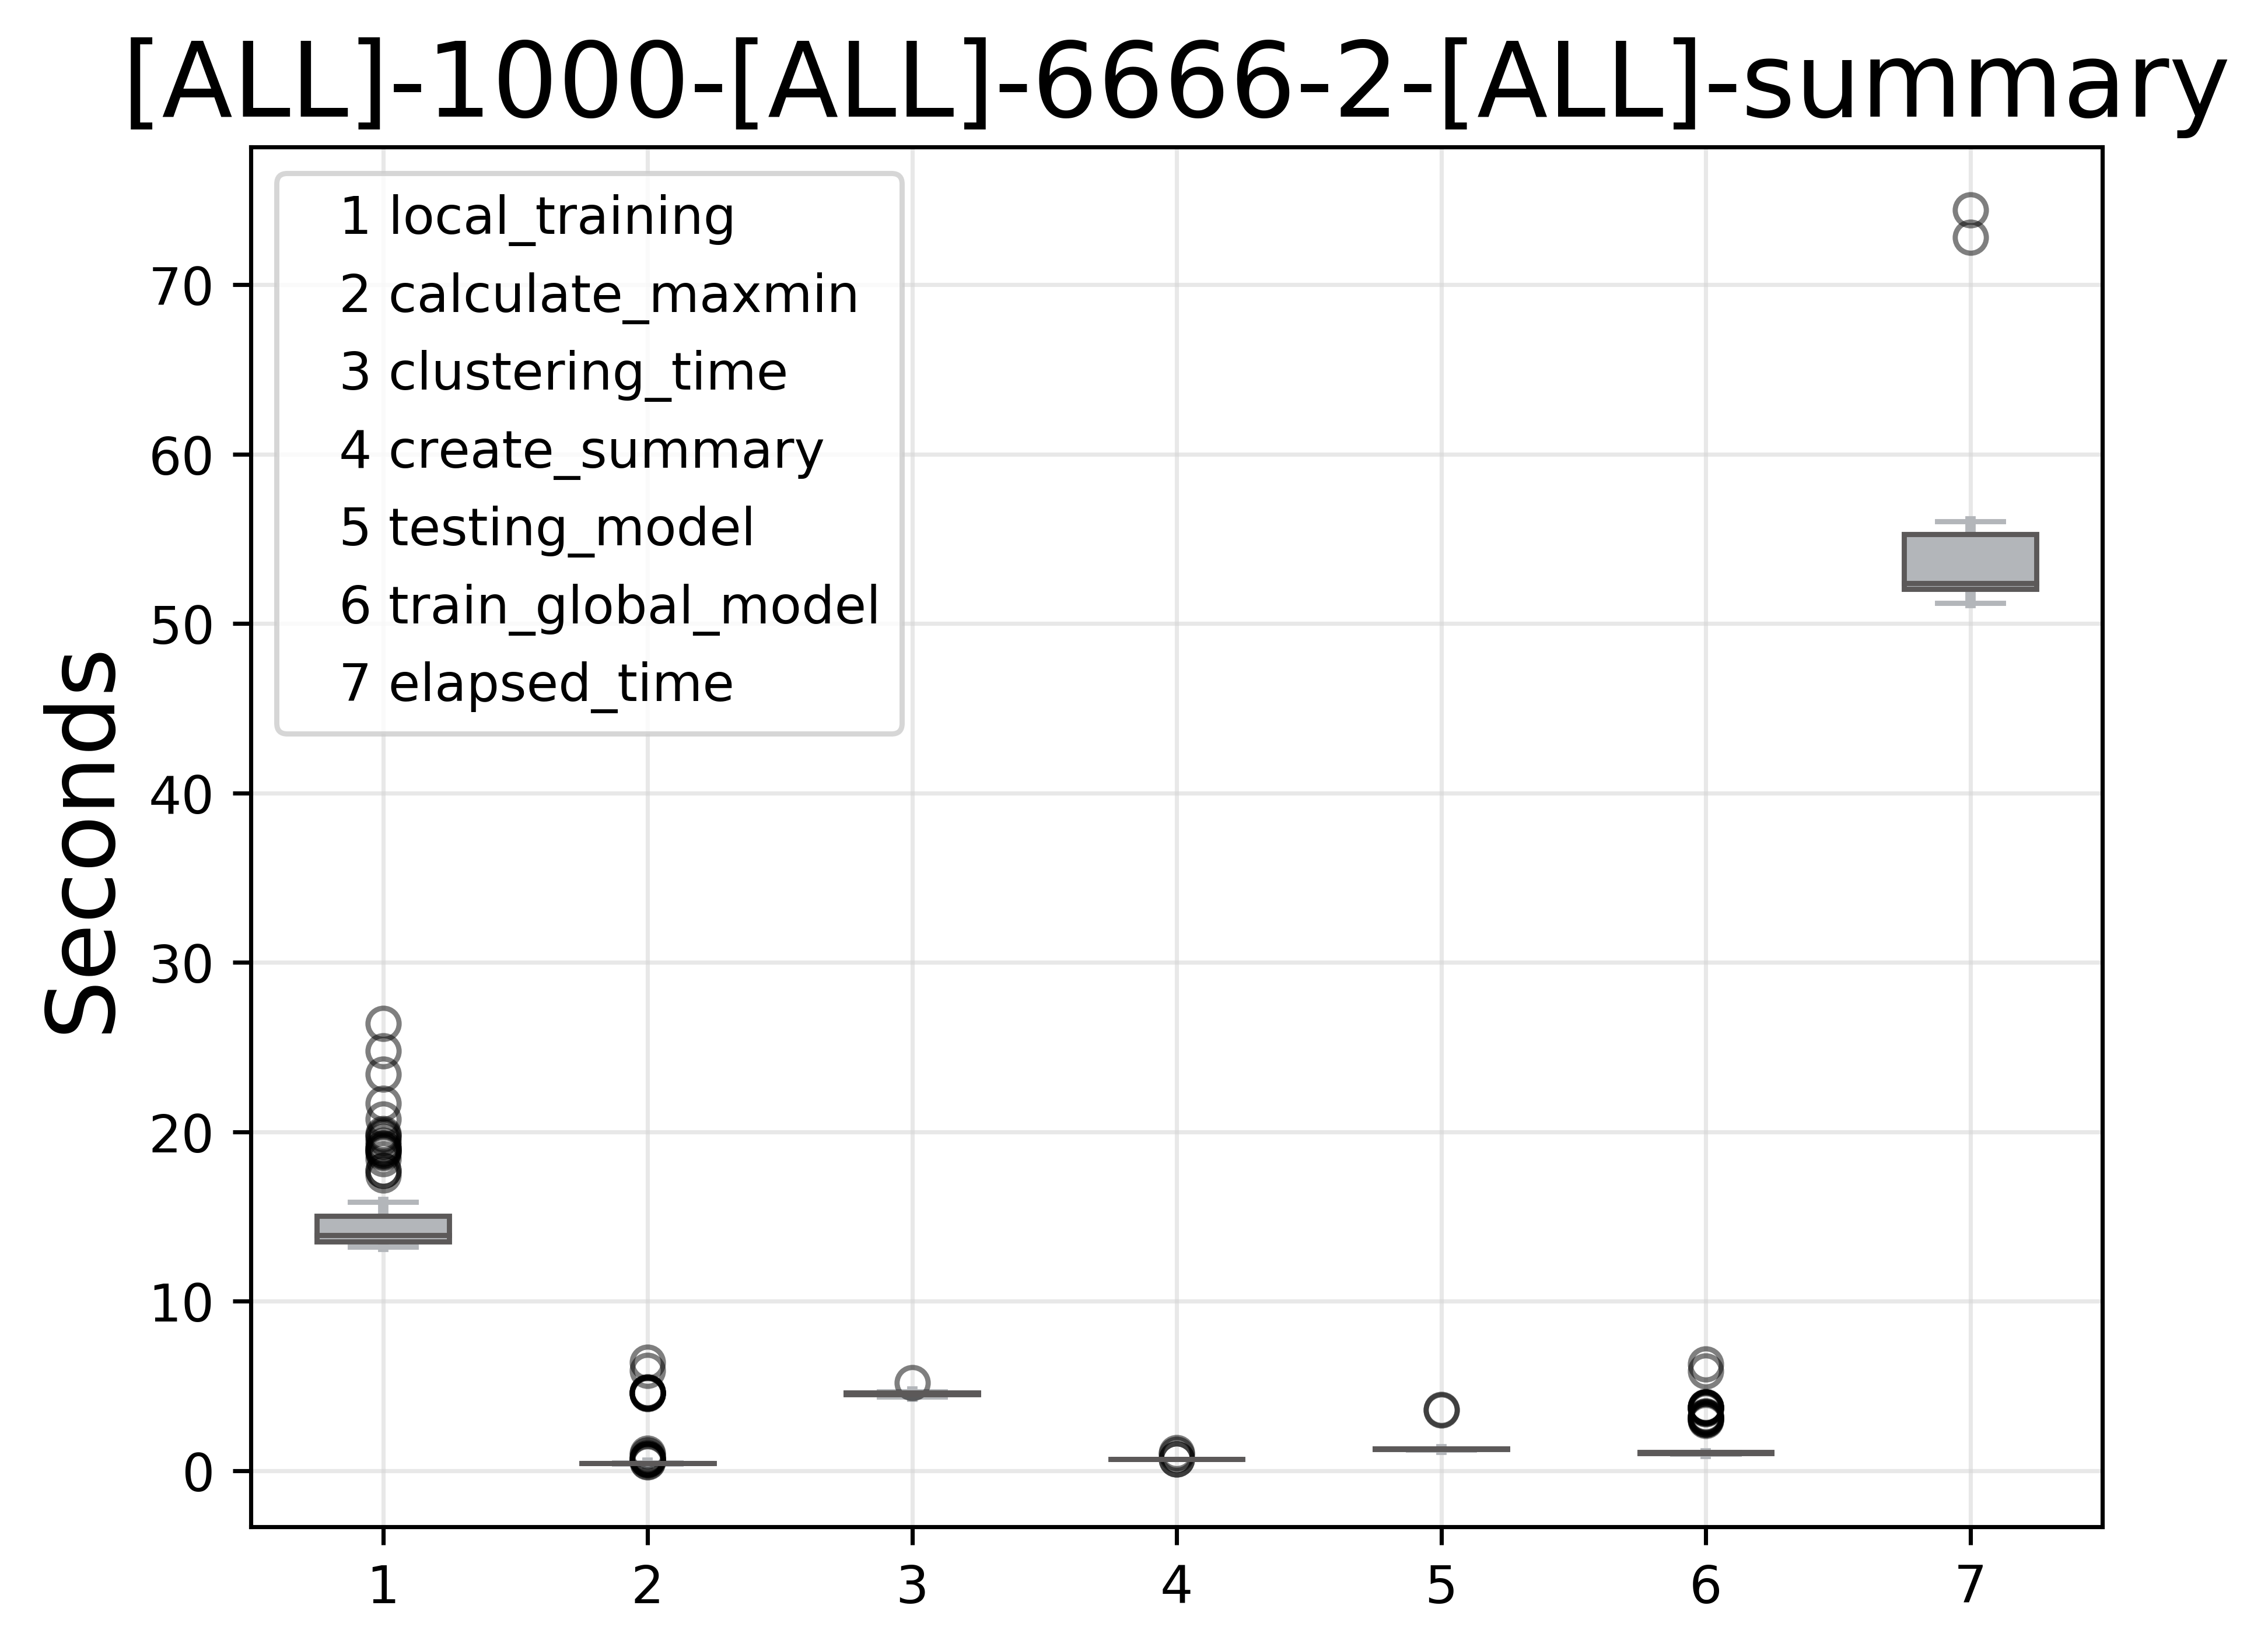 [ALL]-1000-[ALL]-6666-2-[ALL]-summary
1 local_training
2 calculate_maxmin
3 clustering_time
4 create_summary
5 testing_model
6 train_global_model
7 elapsed_time
Seconds
70
60
50
40
30
20
10
0
1 2 3 4 5 6 7